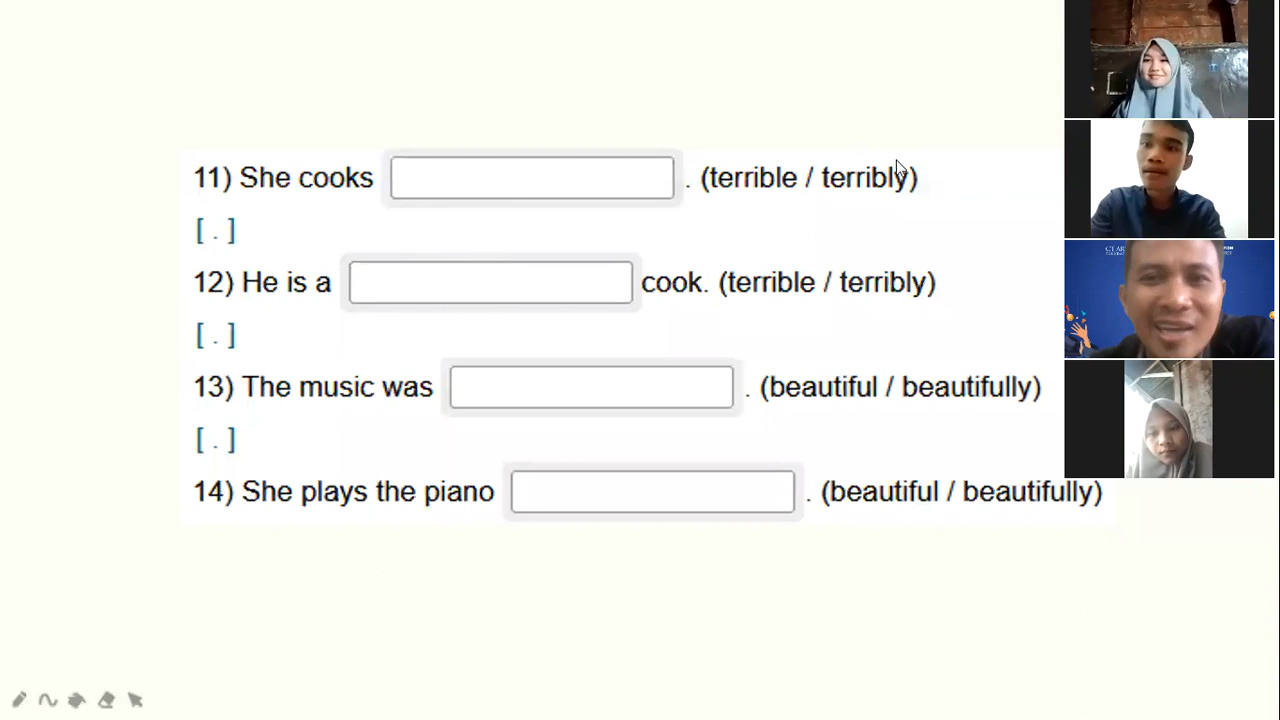 11) She cooks . (terrible / terribly)
[ . ]
12) He is a cook. (terrible / terribly)
[ . ]
13) The music was . (beautiful / beautifully)
[ . ]
14) She plays the piano . (beautiful / beautifully)